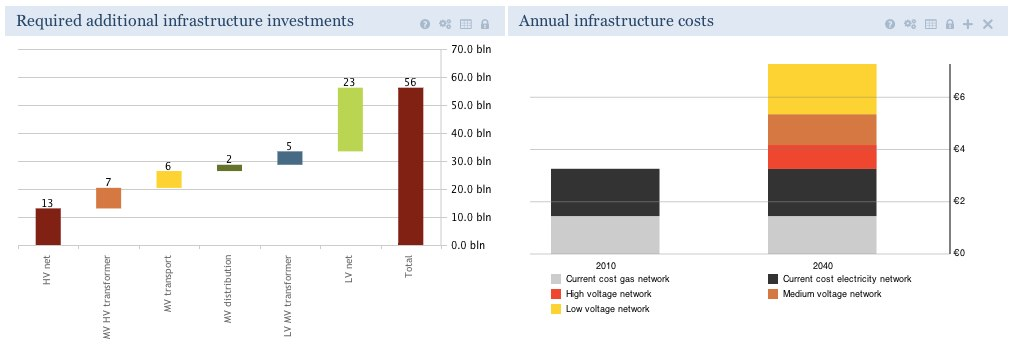 Required additional infrastructure investments
70.0 bln
60.0 bln
50.0 bln
40.0 bln
30.0 bln
20.0 bln
10.0 bln
0.0 bln
13
7
6
2
5
23
56
HV net
MV HV transformer
MV transport
MV distribution
LV MV transformer
LV net
Total
Annual infrastructure costs
€6
€4
€2
€0
2010
2040
Current cost gas network
Current cost electricity network
High voltage network
Medium voltage network
Low voltage network